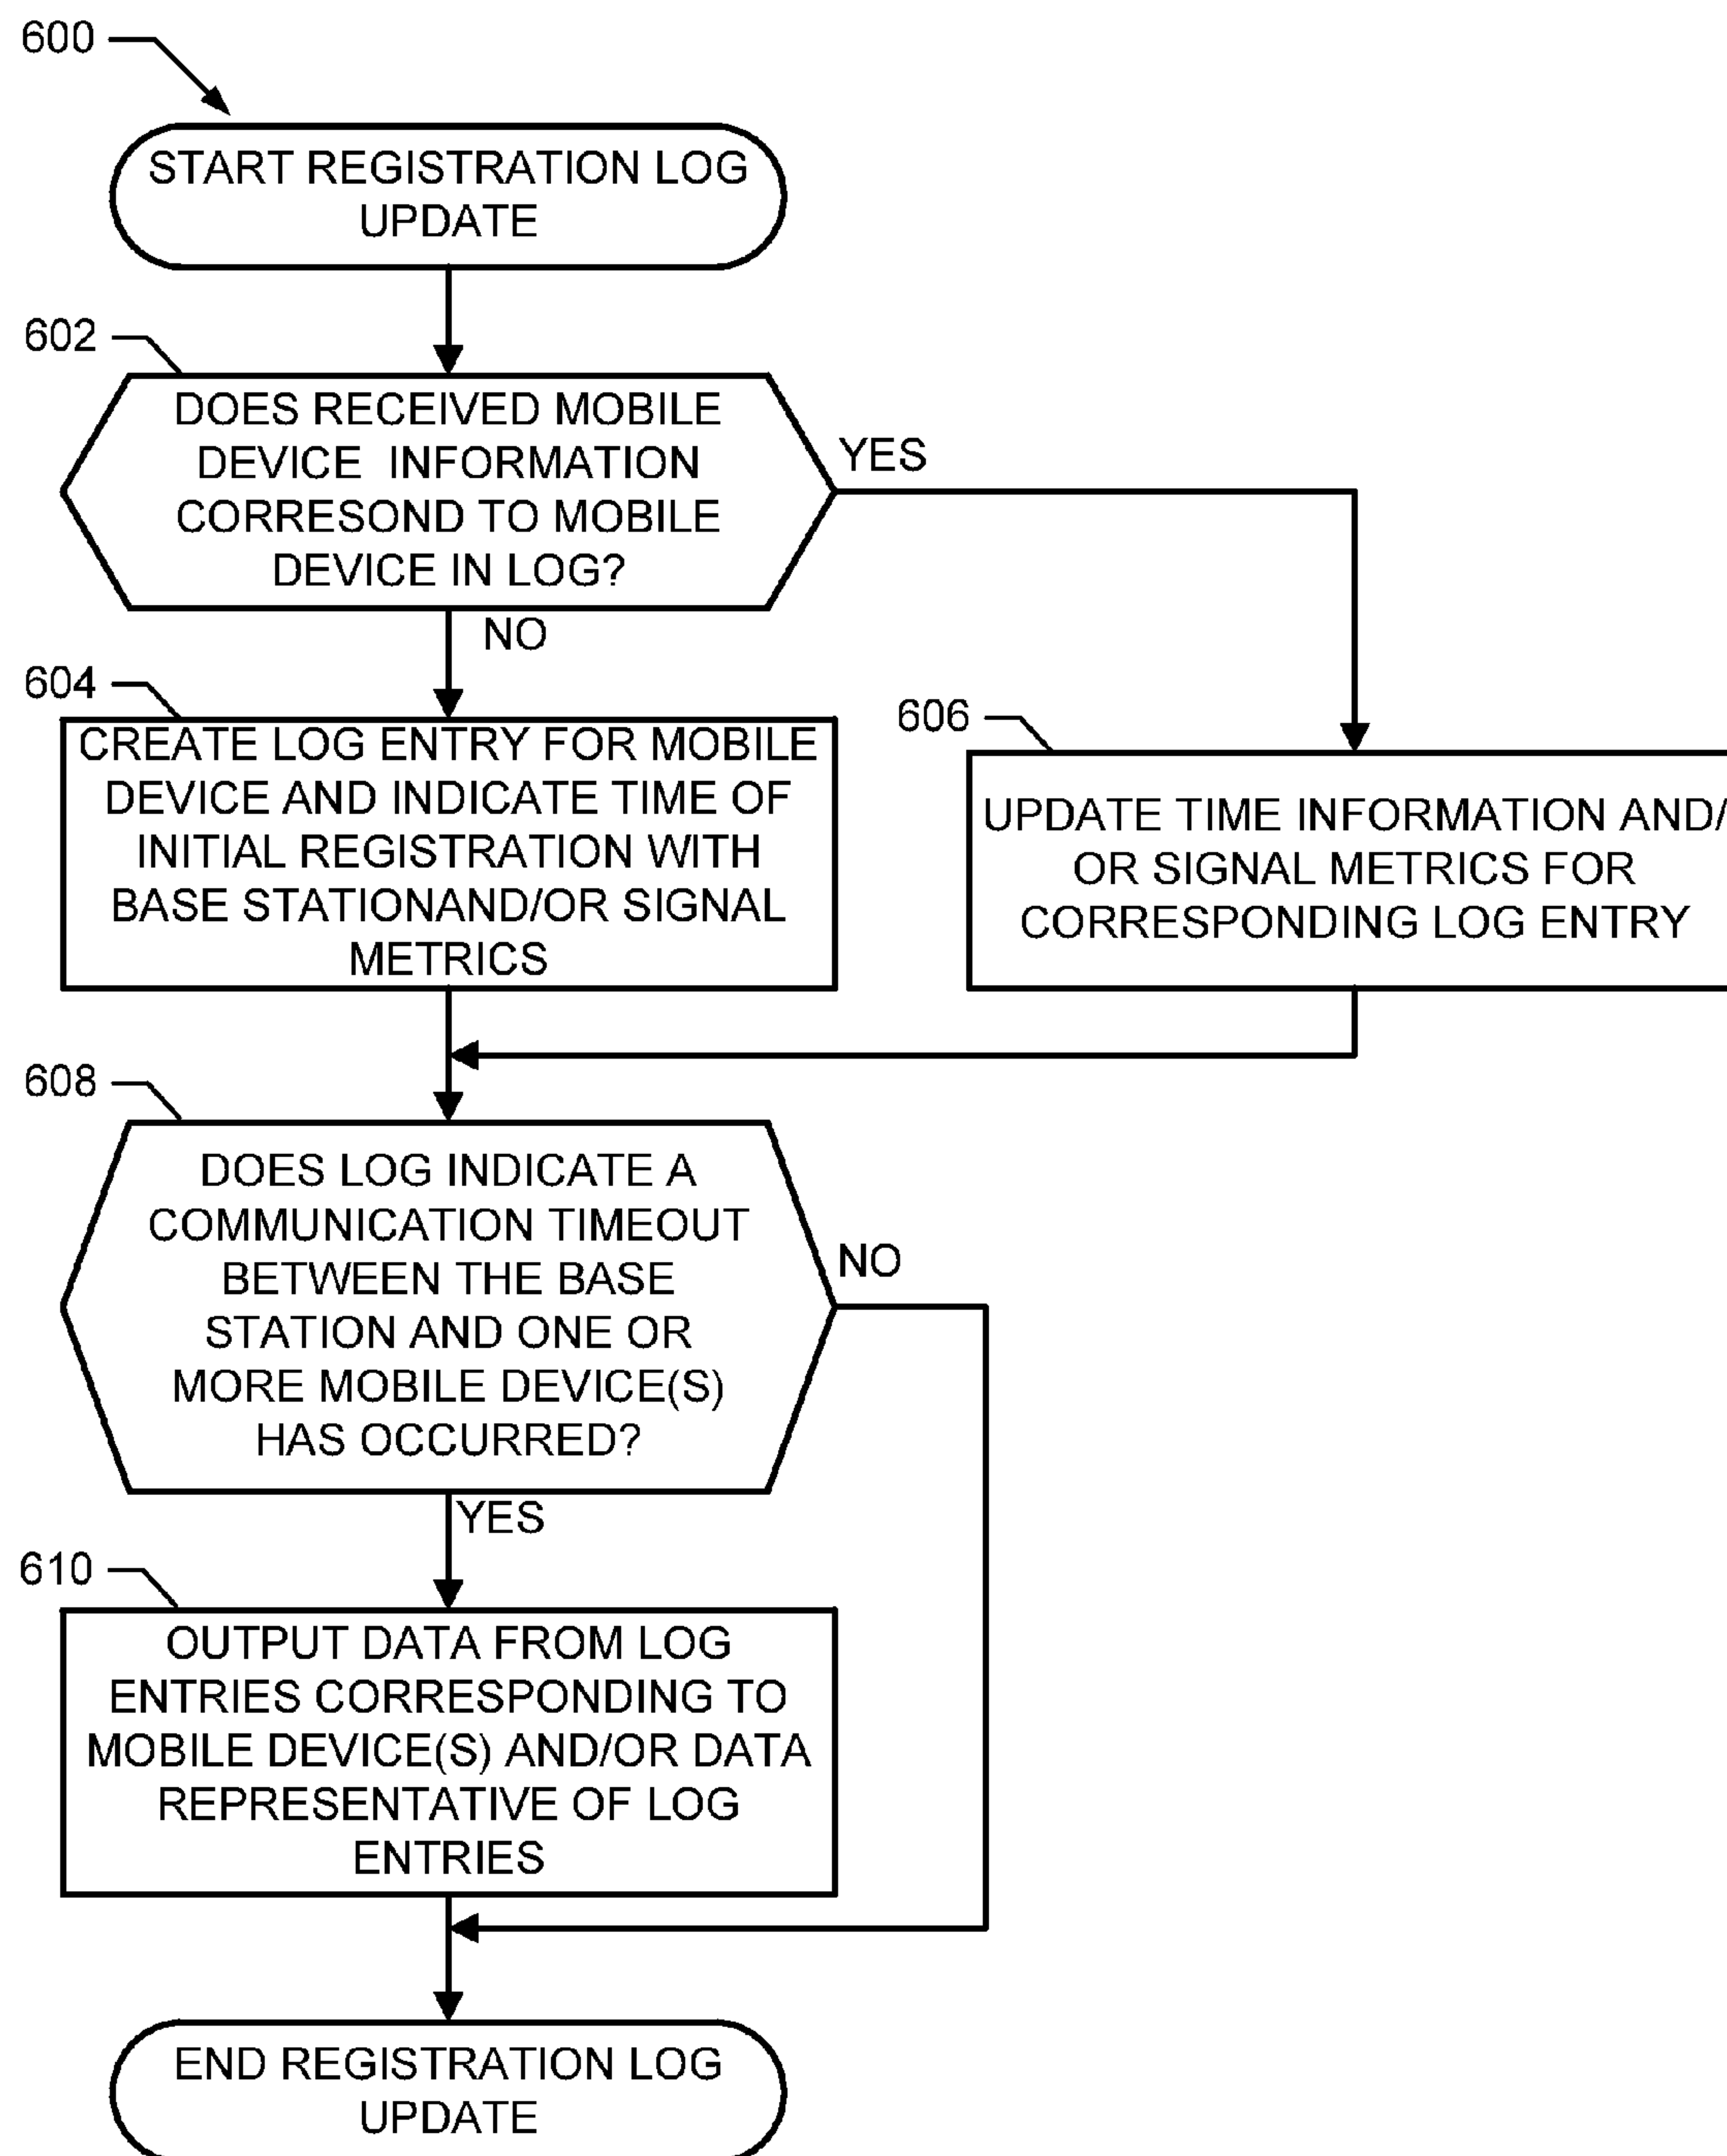 600
START REGISTRATION LOG
UPDATE
602
DOES RECEIVED MOBILE
DEVICE INFORMATION
CORRESOND TO MOBILE
DEVICE IN LOG?
YES
NO
604
CREATE LOG ENTRY FOR MOBILE
DEVICE AND INDICATE TIME OF
INITIAL REGISTRATION WITH
BASE STATIONAND/OR SIGNAL
METRICS
606
UPDATE TIME INFORMATION AND/
OR SIGNAL METRICS FOR
CORRESPONDING LOG ENTRY
608
DOES LOG INDICATE A
COMMUNICATION TIMEOUT
BETWEEN THE BASE
STATION AND ONE OR
MORE MOBILE DEVICE(S)
HAS OCCURRED?
NO
YES
610
OUTPUT DATA FROM LOG
ENTRIES CORRESPONDING TO
MOBILE DEVICE(S) AND/OR DATA
REPRESENTATIVE OF LOG
ENTRIES
END REGISTRATION LOG
UPDATE